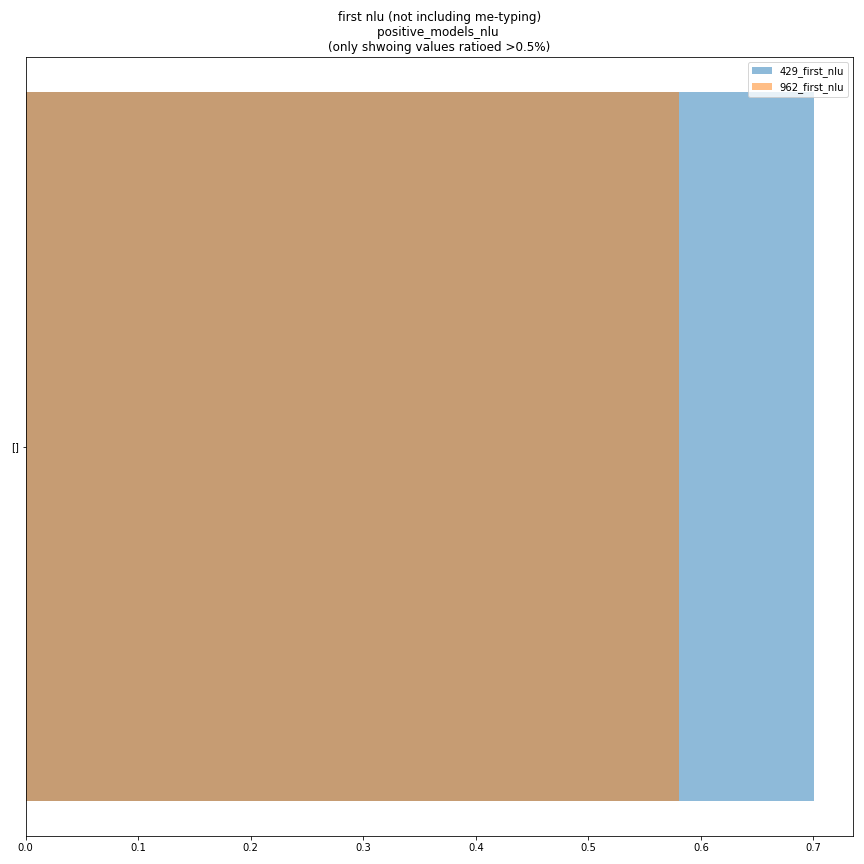 first nlu (not including me-typing)
positive_models_nlu
(only shwoing values ratioed >0.5%)
429_first_nlu
962_first_nlu
[]
0.0 0.1 0.2 0.3 0.4 0.5 0.6 0.7